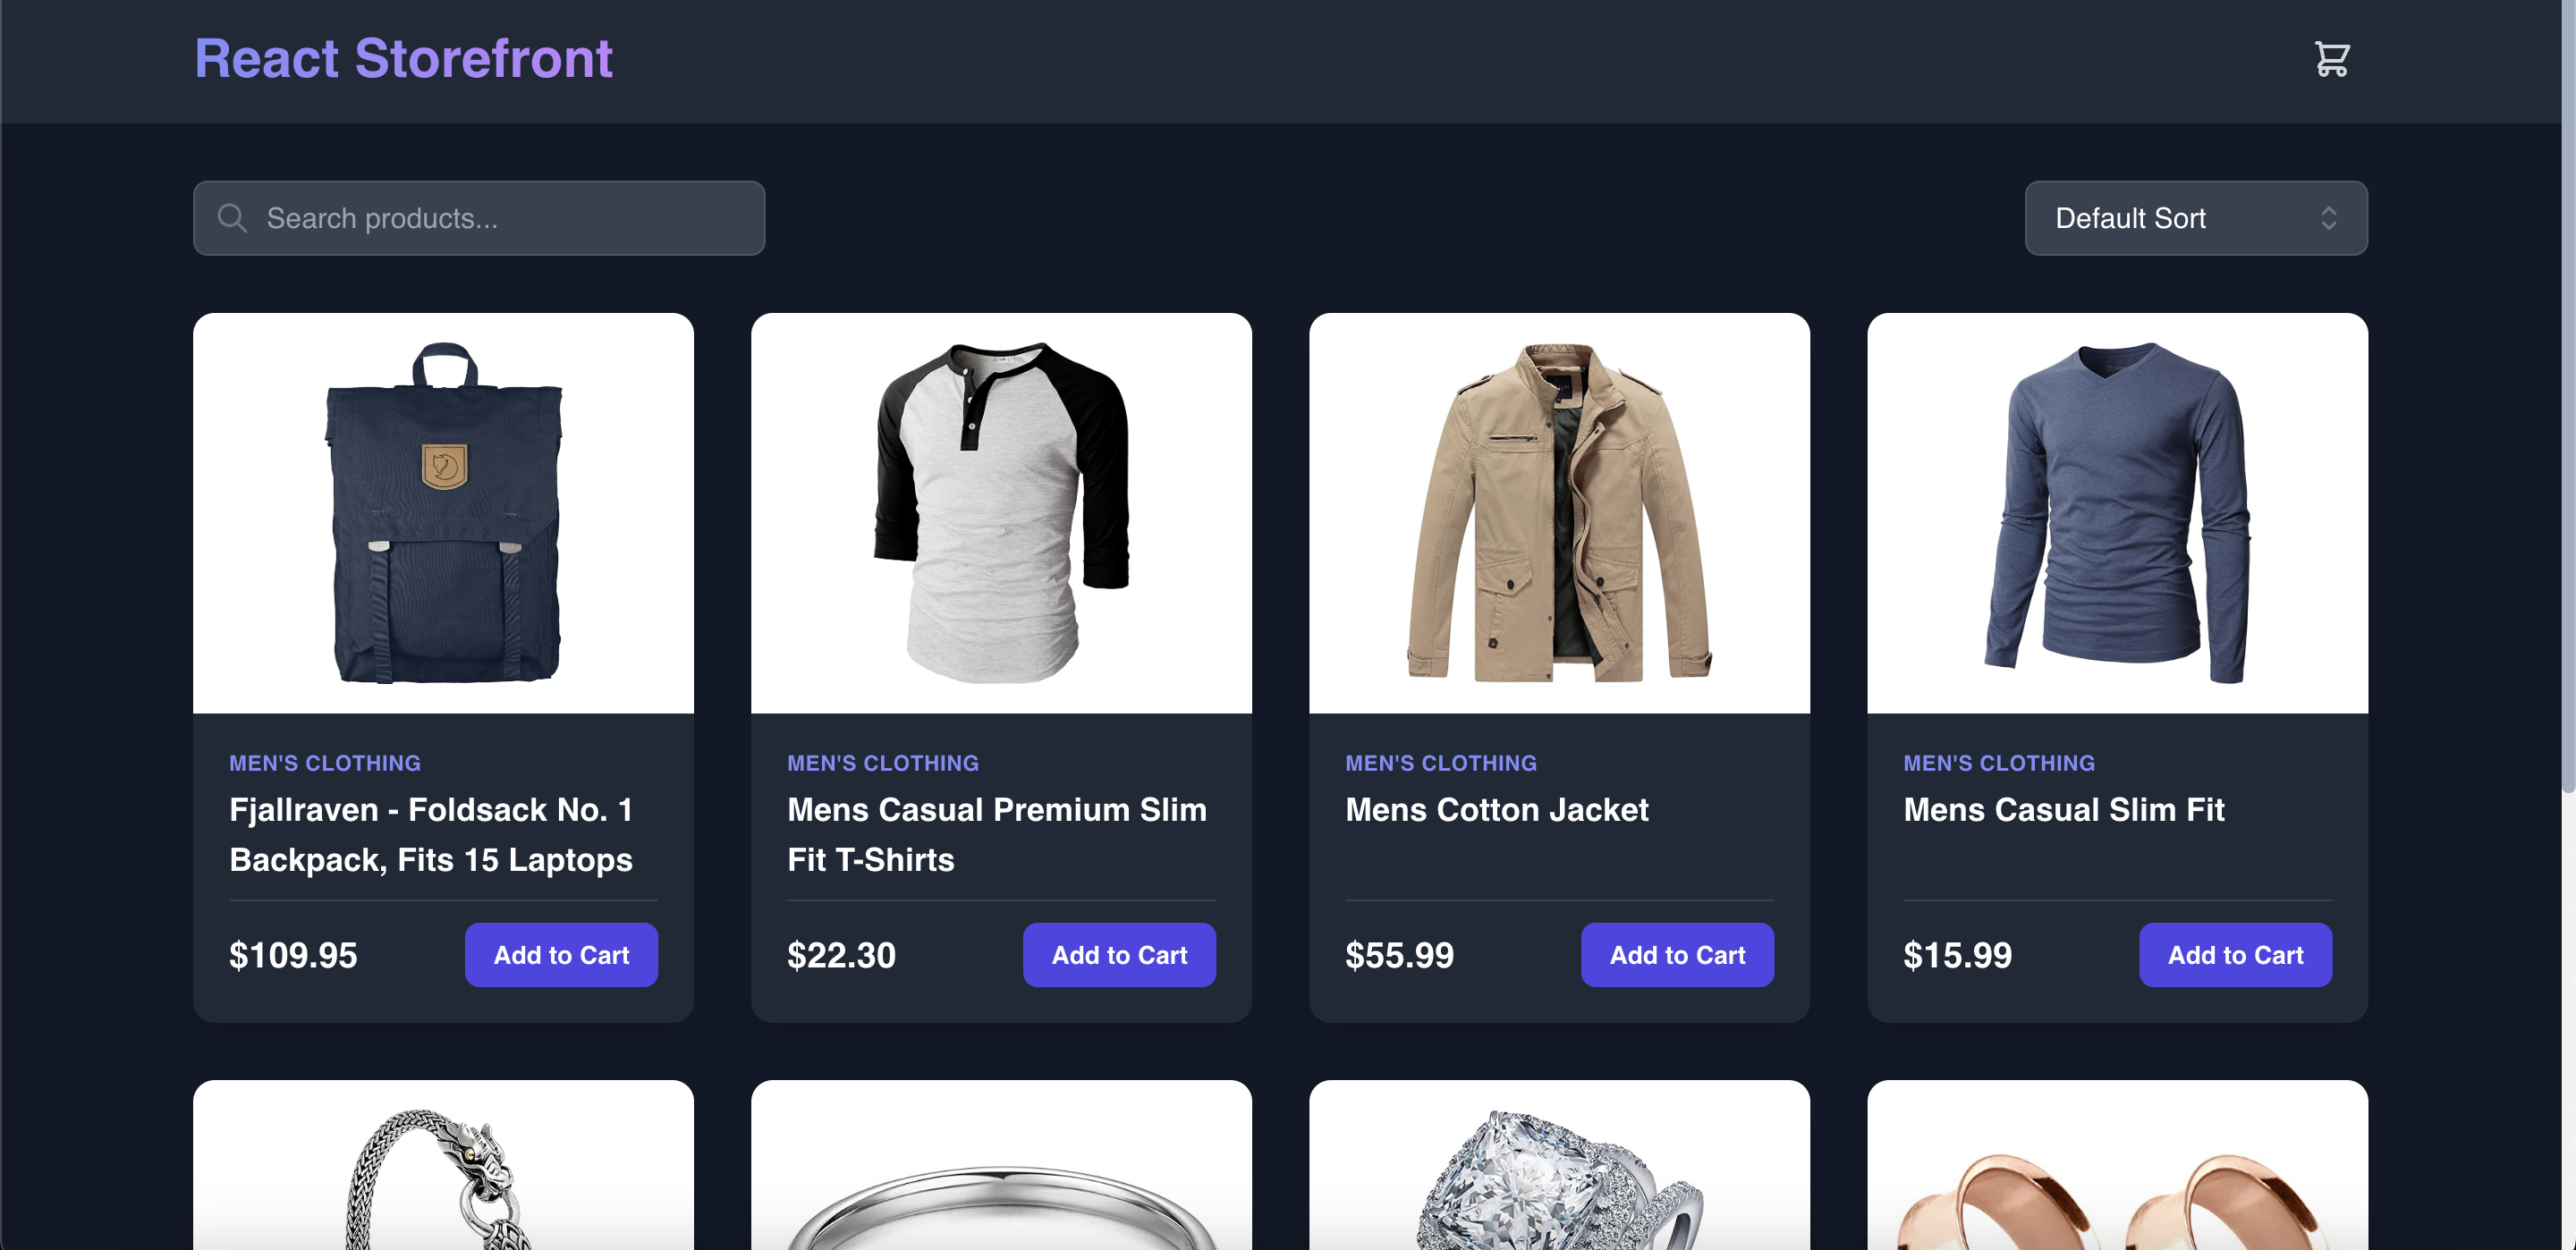 React Storefront
Search products...
Default Sort
MEN'S CLOTHING
Fjallraven - Foldsack No. 1
Backpack, Fits 15 Laptops
$109.95
Add to Cart
MEN'S CLOTHING
Mens Casual Premium Slim
Fit T-Shirts
$22.30
Add to Cart
MEN'S CLOTHING
Mens Cotton Jacket
$55.99
Add to Cart
MEN'S CLOTHING
Mens Casual Slim Fit
$15.99
Add to Cart